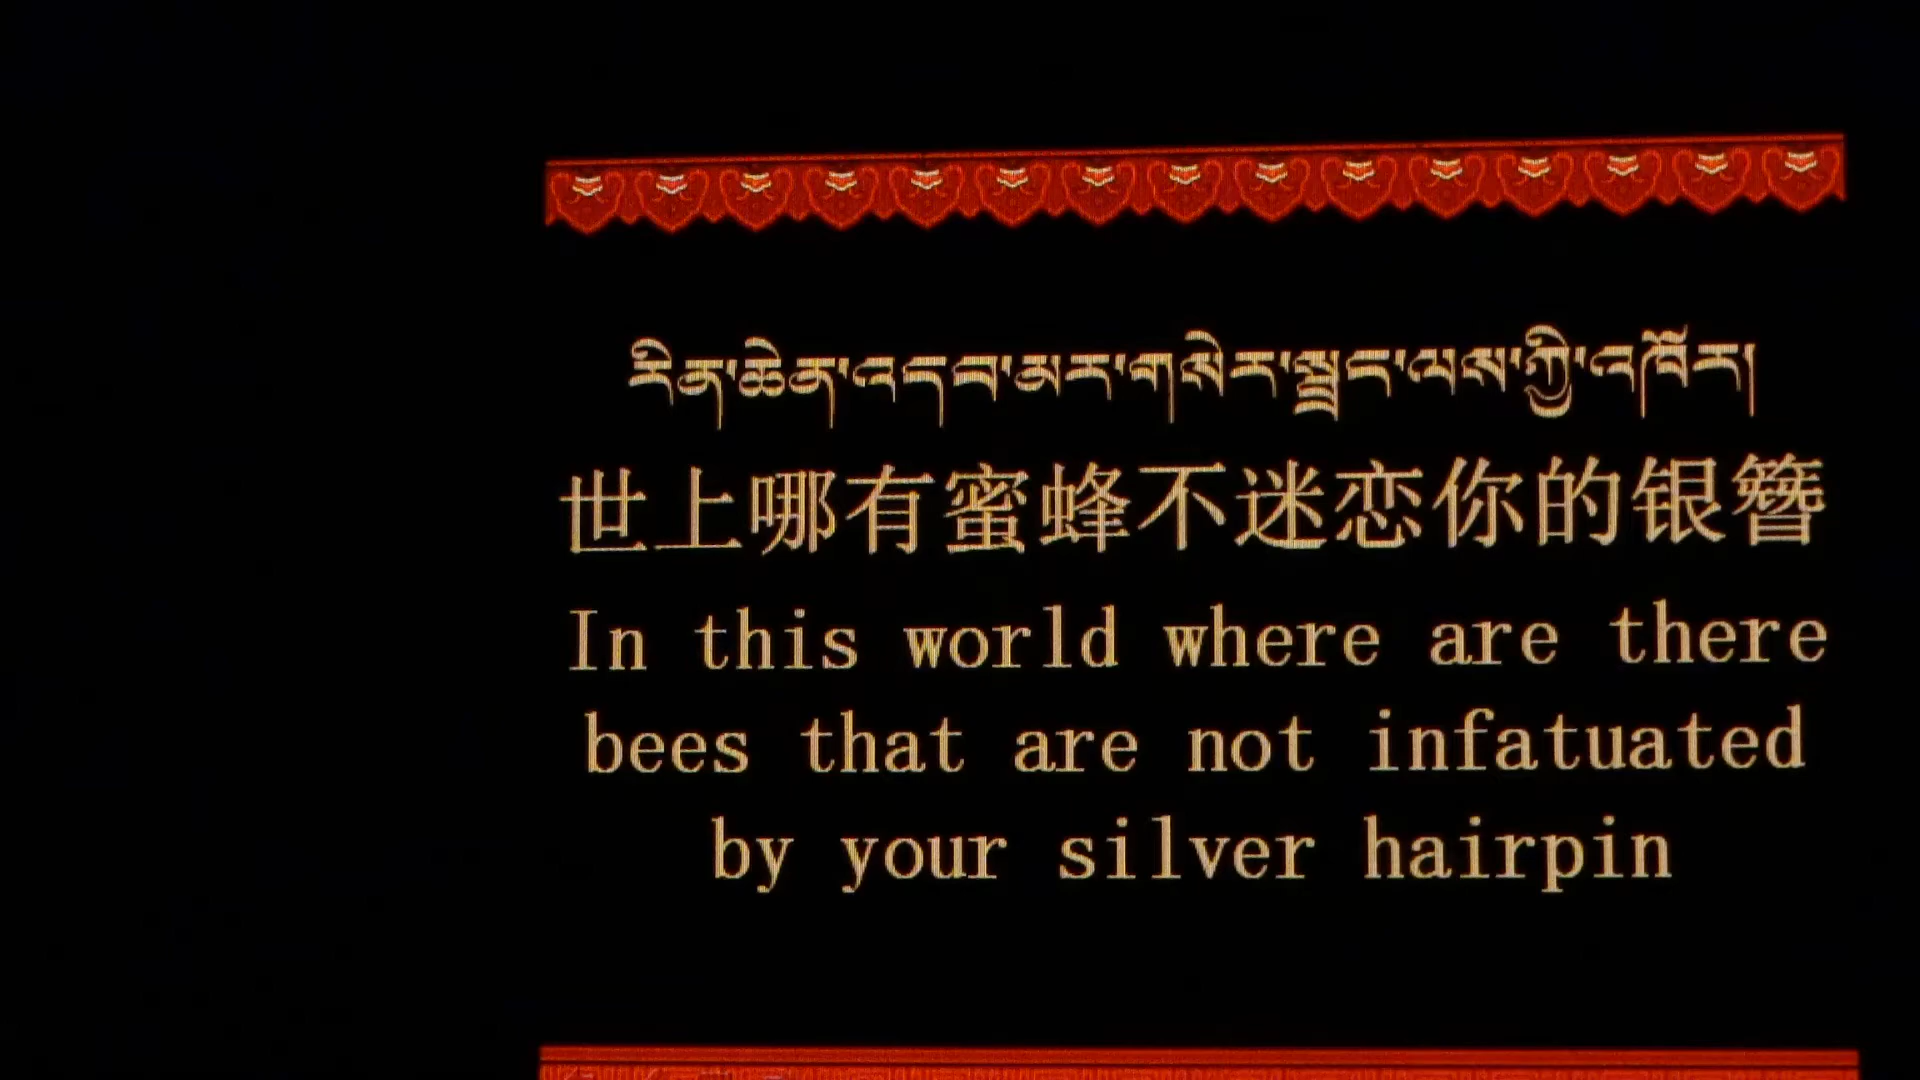 རིན་ཆེན་འདབ་མར་གསེར་སྦྲང་ལས་ཀྱི་འཁོར།
世上哪有蜜蜂不迷恋你的银簪
In this world where are there
bees that are not infatuated
by your silver hairpin